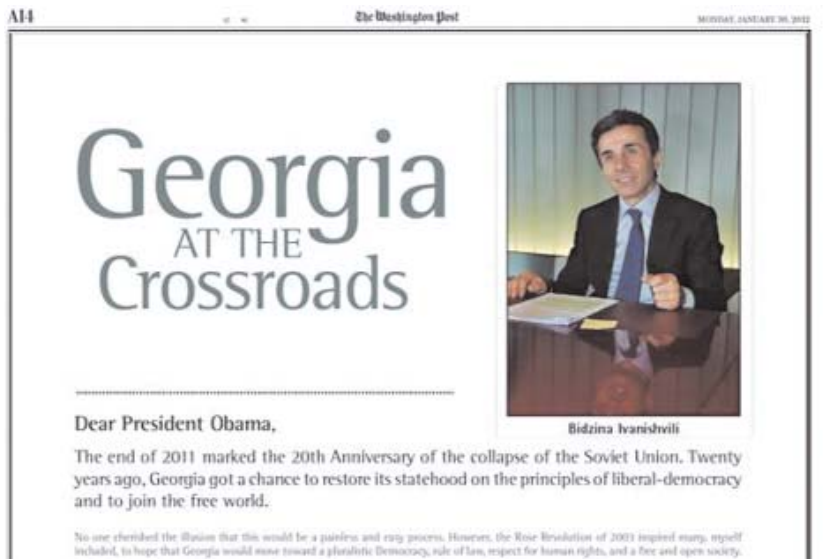 A14
The Washington Post
MONDAY, JANUARY 30, 2012
Georgia
AT THE
Crossroads
Bidzina Ivanishvili
Dear President Obama,
The end of 2011 marked the 20th Anniversary of the collapse of the Soviet Union. Twenty
years ago, Georgia got a chance to restore its statehood on the principles of liberal-democracy
and to join the free world.
No one cherished the illusion that this would be a painless and easy process. However, the Rose Revolution of 2003 inspired many, myself
included, to hope that Georgia would move toward a pluralistic Democracy, rule of law, respect for human rights, and a free and open society.